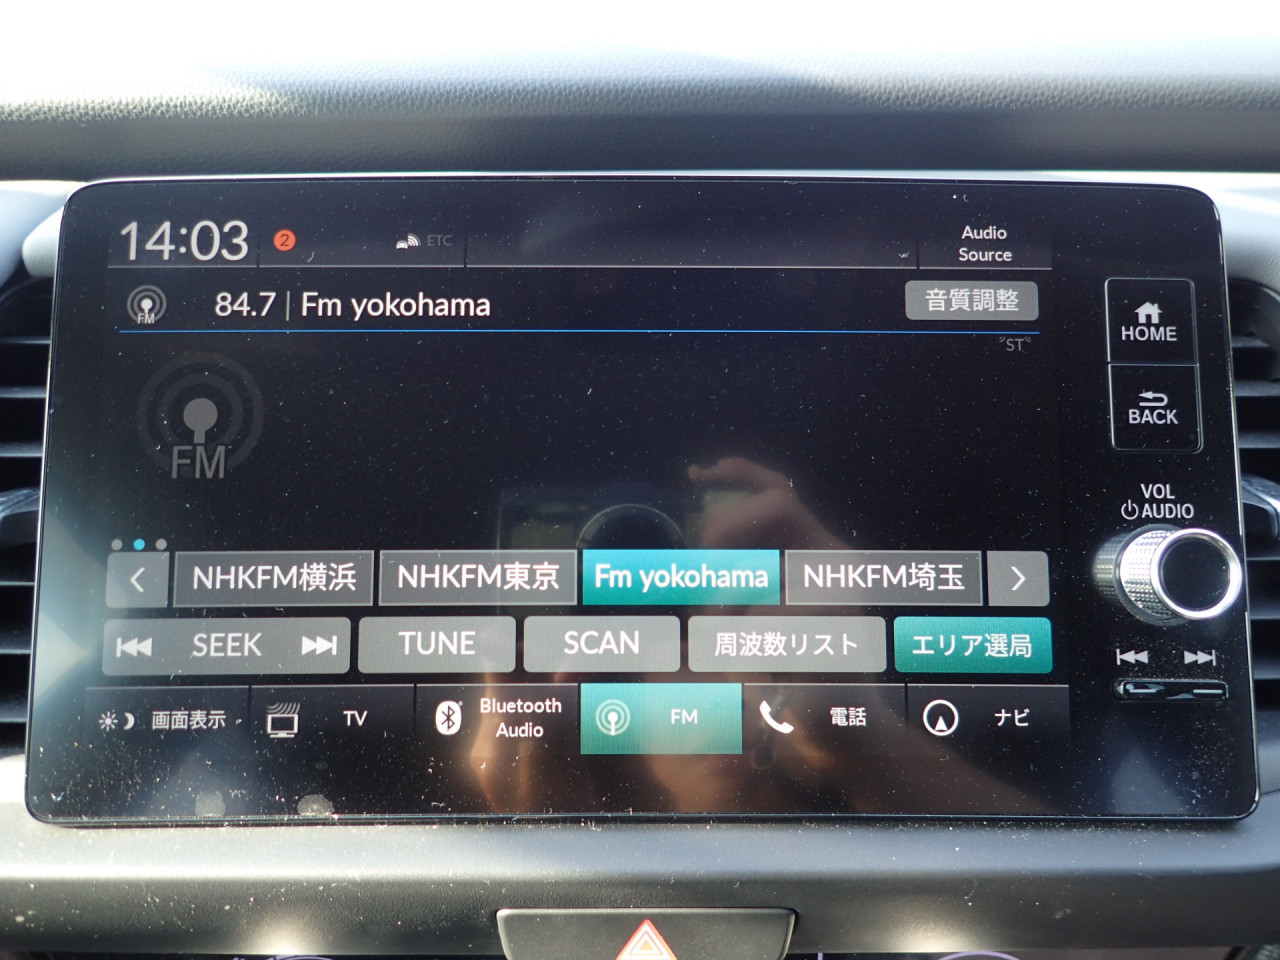 14:03 2 ETC Audio
Source
FM 84.7 | Fm yokohama 音質調整
ST
FM
HOME
BACK
VOL
AUDIO
NHKFM横浜 NHKFM東京 Fm yokohama NHKFM埼玉
SEEK TUNE SCAN 周波数リスト エリア選局
画面表示 TV Bluetooth
Audio FM 電話 ナビ